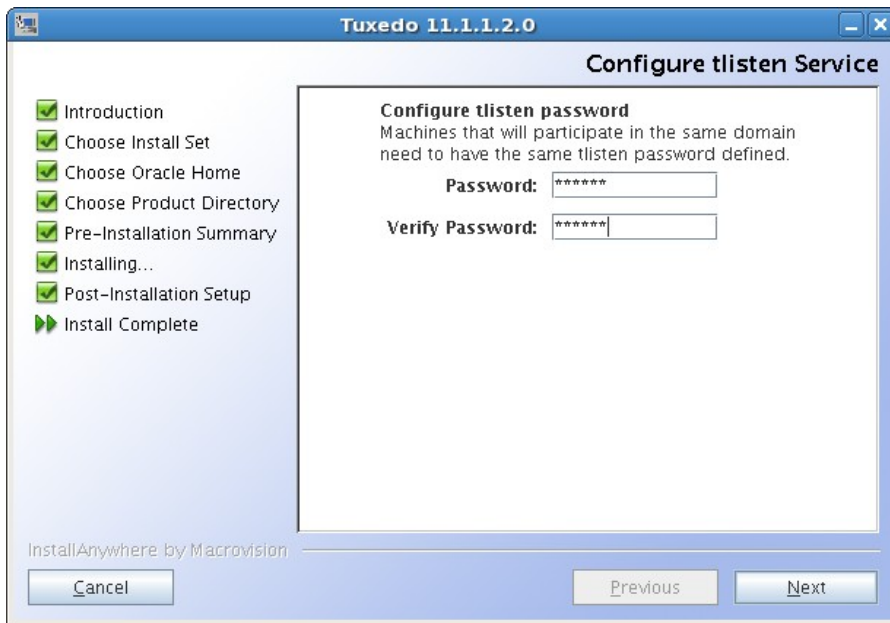 Tuxedo 11.1.1.2.0
Configure tlisten Service
Introduction
Choose Install Set
Choose Oracle Home
Choose Product Directory
Pre-Installation Summary
Installing...
Post-Installation Setup
Install Complete
Configure tlisten password
Machines that will participate in the same domain
need to have the same tlisten password defined.
Password: ******
Verify Password: ******
InstallAnywhere by Macrovision
Cancel
Previous
Next